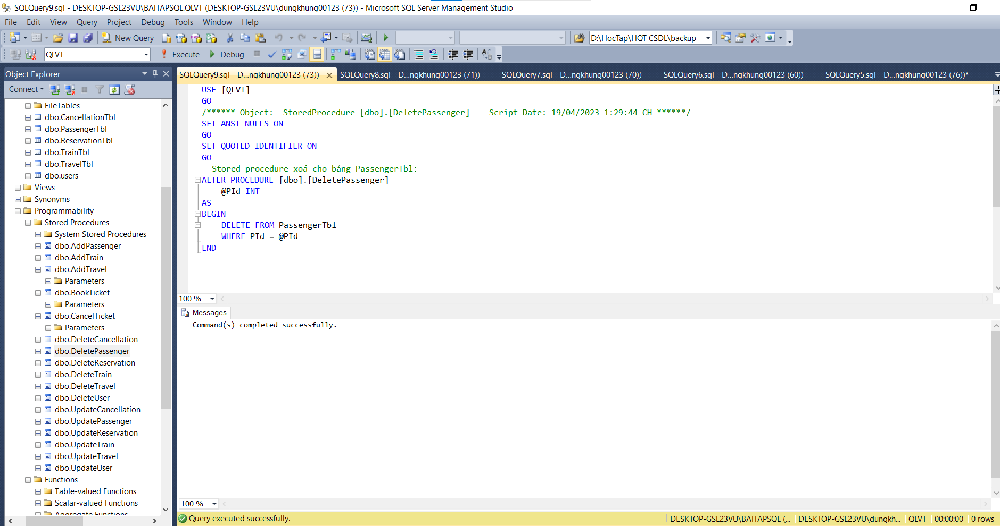 SQLQuery9.sql - DESKTOP-GSL23VU\BAITAPSQL.QLVT (DESKTOP-GSL23VU\dungkhung00123 (73)) - Microsoft SQL Server Management Studio
File Edit View Query Project Debug Tools Window Help
New Query D:\HocTap\HQT CSDL\backup
QLVT Execute Debug
Object Explorer
Connect
FileTables
dbo.CancellationTbl
dbo.PassengerTbl
dbo.ReservationTbl
dbo.TrainTbl
dbo.TravelTbl
dbo.users
Views
Synonyms
Programmability
Stored Procedures
System Stored Procedures
dbo.AddPassenger
dbo.AddTrain
dbo.AddTravel
Parameters
dbo.BookTicket
Parameters
dbo.CancelTicket
Parameters
dbo.DeleteCancellation
dbo.DeletePassenger
dbo.DeleteReservation
dbo.DeleteTrain
dbo.DeleteTravel
dbo.DeleteUser
dbo.UpdateCancellation
dbo.UpdatePassenger
dbo.UpdateReservation
dbo.UpdateTrain
dbo.UpdateTravel
dbo.UpdateUser
Functions
Table-valued Functions
Scalar-valued Functions
Aggregate Functions
SQLQuery9.sql - D...ngkhung00123 (73)) SQLQuery8.sql - D...ngkhung00123 (71)) SQLQuery7.sql - D...ngkhung00123 (70)) SQLQuery6.sql - D...ngkhung00123 (60)) SQLQuery5.sql - D...ngkhung00123 (76))*
USE [QLVT]
GO
/****** Object:  StoredProcedure [dbo].[DeletePassenger]    Script Date: 19/04/2023 1:29:44 CH ******/
SET ANSI_NULLS ON
GO
SET QUOTED_IDENTIFIER ON
GO
--Stored procedure xoá cho bảng PassengerTbl:
ALTER PROCEDURE [dbo].[DeletePassenger]
@PId INT
AS
BEGIN
DELETE FROM PassengerTbl
WHERE PId = @PId
END
100 %
Messages
Command(s) completed successfully.
100 %
Query executed successfully. DESKTOP-GSL23VU\BAITAPSQL (... DESKTOP-GSL23VU\dungkh... QLVT 00:00:00 0 rows